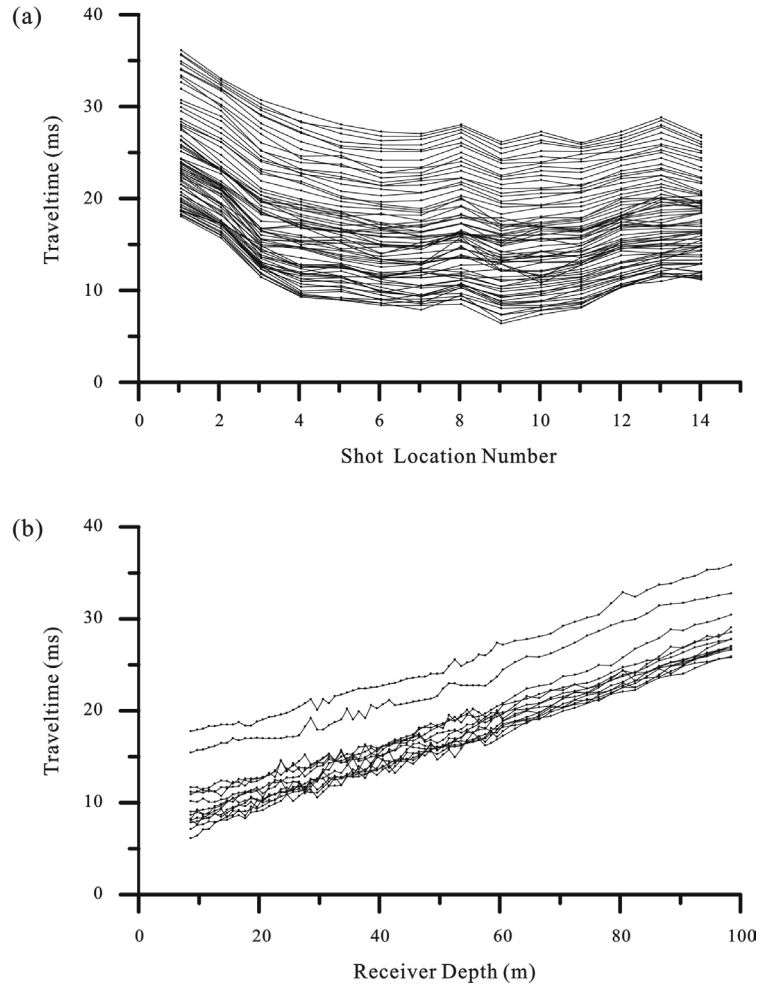 (a)
40
30
20
10
0
Traveltime (ms)
0 2 4 6 8 10 12 14
Shot Location Number
(b)
40
30
20
10
0
Traveltime (ms)
0 20 40 60 80 100
Receiver Depth (m)